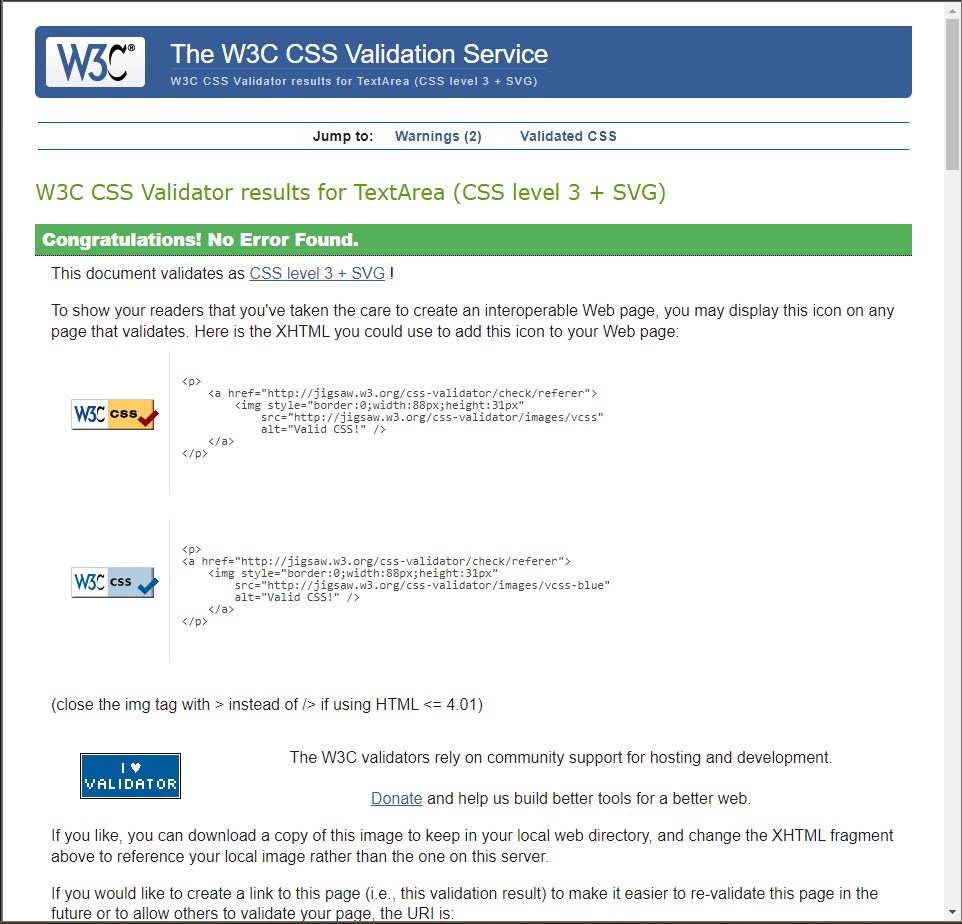 W3C®
The W3C CSS Validation Service
W3C CSS Validator results for TextArea (CSS level 3 + SVG)
Jump to: Warnings (2) Validated CSS
W3C CSS Validator results for TextArea (CSS level 3 + SVG)
Congratulations! No Error Found.
This document validates as CSS level 3 + SVG !
To show your readers that you've taken the care to create an interoperable Web page, you may display this icon on any
page that validates. Here is the XHTML you could use to add this icon to your Web page:
W3C css
<p>
    <a href="http://jigsaw.w3.org/css-validator/check/referer">
        <img style="border:0;width:88px;height:31px"
            src="http://jigsaw.w3.org/css-validator/images/vcss"
            alt="Valid CSS!" />
    </a>
</p>
W3C css
<p>
<a href="http://jigsaw.w3.org/css-validator/check/referer">
    <img style="border:0;width:88px;height:31px"
        src="http://jigsaw.w3.org/css-validator/images/vcss-blue"
        alt="Valid CSS!" />
    </a>
</p>
(close the img tag with > instead of /> if using HTML <= 4.01)
I ♥
VALIDATOR
The W3C validators rely on community support for hosting and development.
Donate and help us build better tools for a better web.
If you like, you can download a copy of this image to keep in your local web directory, and change the XHTML fragment
above to reference your local image rather than the one on this server.
If you would like to create a link to this page (i.e., this validation result) to make it easier to re-validate this page in the
future or to allow others to validate your page, the URI is: